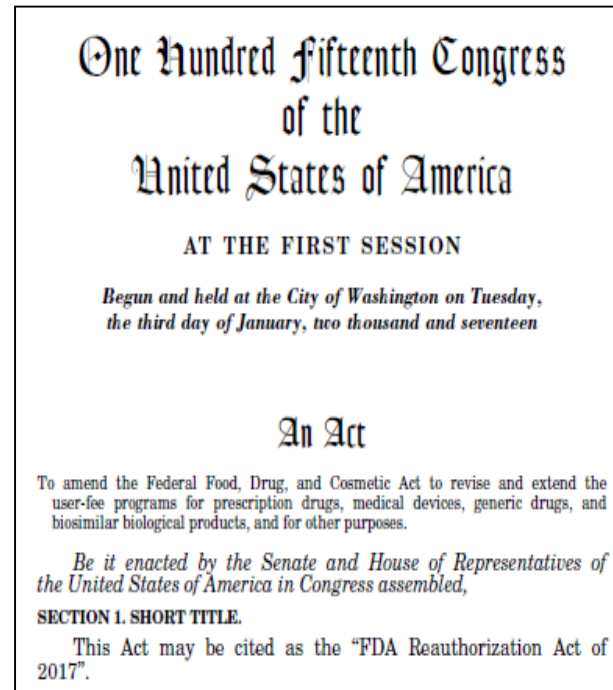 One Hundred Fifteenth Congress
of the
United States of America
AT THE FIRST SESSION
Begun and held at the City of Washington on Tuesday,
the third day of January, two thousand and seventeen
An Act
To amend the Federal Food, Drug, and Cosmetic Act to revise and extend the
user-fee programs for prescription drugs, medical devices, generic drugs, and
biosimilar biological products, and for other purposes.
Be it enacted by the Senate and House of Representatives of
the United States of America in Congress assembled,
SECTION 1. SHORT TITLE.
This Act may be cited as the “FDA Reauthorization Act of
2017”.